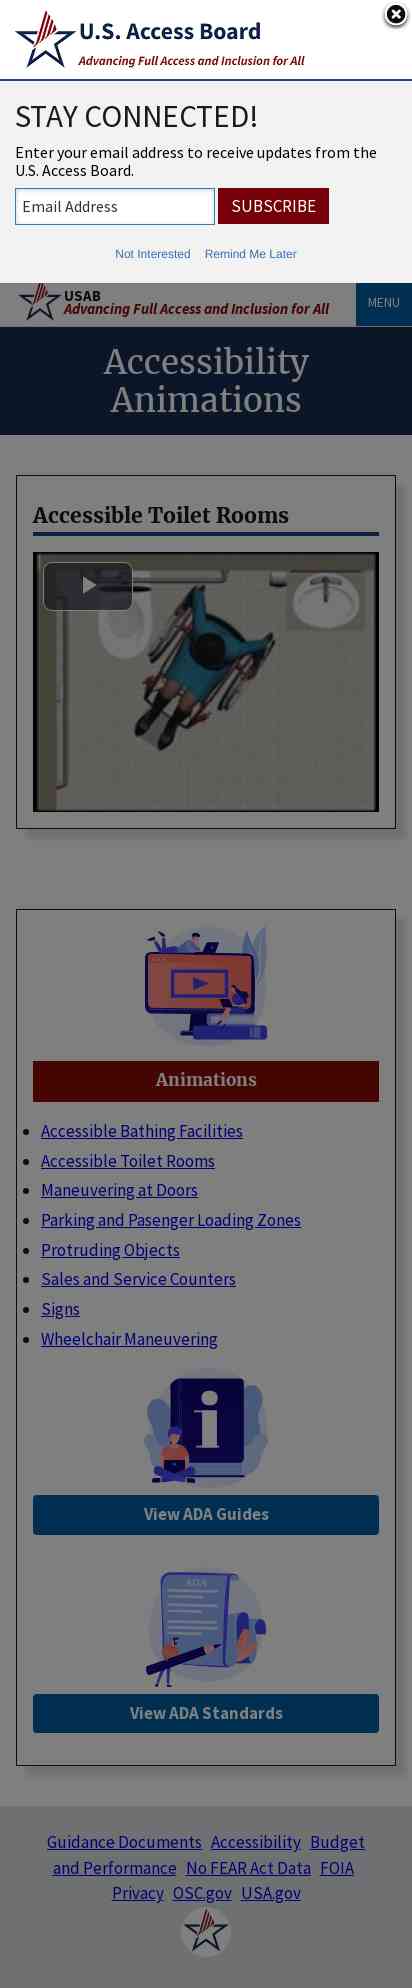 U.S. Access Board
Advancing Full Access and Inclusion for All
STAY CONNECTED!
Enter your email address to receive updates from the
U.S. Access Board.
Email Address
SUBSCRIBE
Not Interested Remind Me Later
USAB
Advancing Full Access and Inclusion for All
MENU
Accessibility
Animations
Accessible Toilet Rooms
Animations
Accessible Bathing Facilities
Accessible Toilet Rooms
Maneuvering at Doors
Parking and Pasenger Loading Zones
Protruding Objects
Sales and Service Counters
Signs
Wheelchair Maneuvering
i
View ADA Guides
ADA
View ADA Standards
Guidance Documents Accessibility Budget
and Performance No FEAR Act Data FOIA
Privacy OSC.gov USA.gov